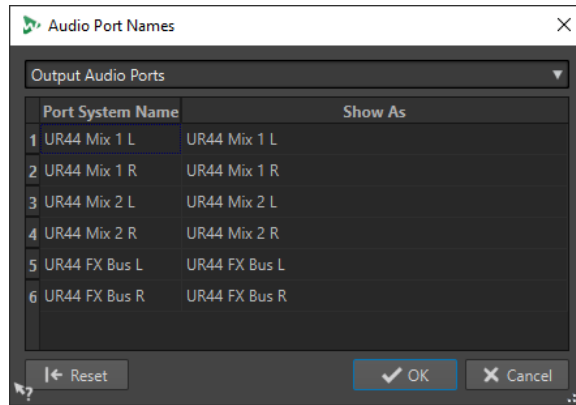 Audio Port Names
Output Audio Ports
Port System Name Show As
1 UR44 Mix 1 L UR44 Mix 1 L
2 UR44 Mix 1 R UR44 Mix 1 R
3 UR44 Mix 2 L UR44 Mix 2 L
4 UR44 Mix 2 R UR44 Mix 2 R
5 UR44 FX Bus L UR44 FX Bus L
6 UR44 FX Bus R UR44 FX Bus R
Reset OK Cancel
?